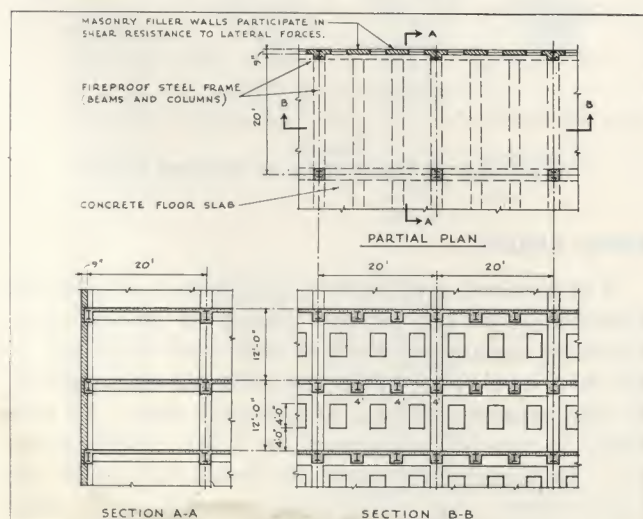 MASONRY FILLER WALLS PARTICIPATE IN
SHEAR RESISTANCE TO LATERAL FORCES.
A
9"
FIREPROOF STEEL FRAME
(BEAMS AND COLUMNS)
20'
B
B
CONCRETE FLOOR SLAB
A
PARTIAL PLAN
9"
20'
20'
20'
12'-0"
12'-0"
4'-0"
4'-0"
4'
4'
4'
SECTION A-A
SECTION B-B